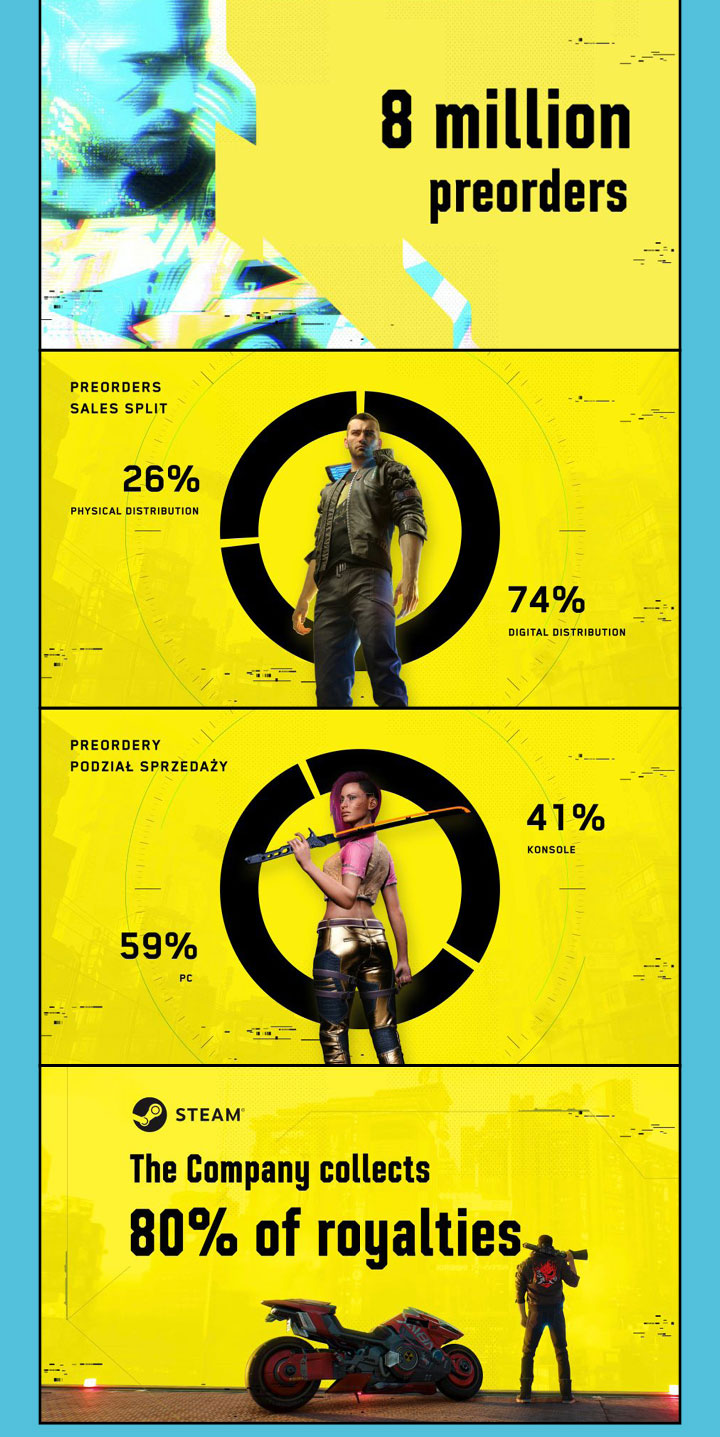 8 million
preorders
PREORDERS
SALES SPLIT
26%
PHYSICAL DISTRIBUTION
74%
DIGITAL DISTRIBUTION
PREORDERY
PODZIAŁ SPRZEDAŻY
41%
KONSOLE
59%
PC
STEAM®
The Company collects
80% of royalties